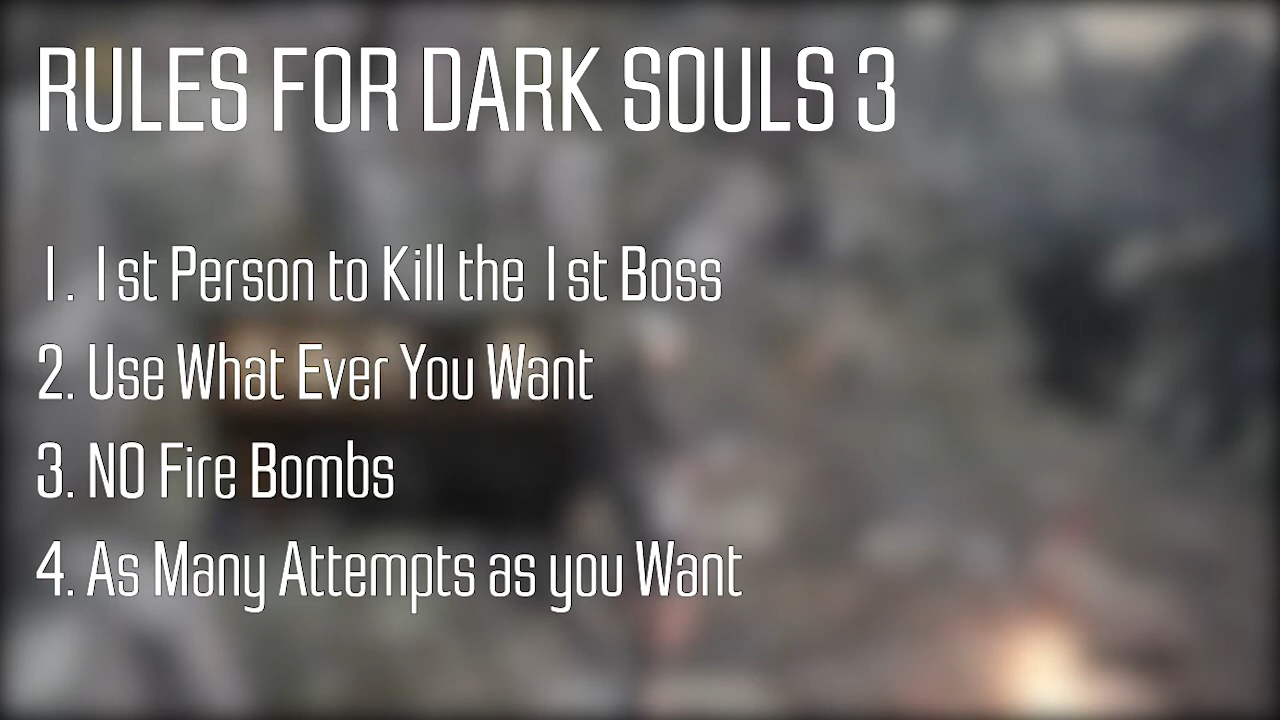 RULES FOR DARK SOULS 3
1. 1st Person to Kill the 1st Boss
2. Use What Ever You Want
3. NO Fire Bombs
4. As Many Attempts as you Want